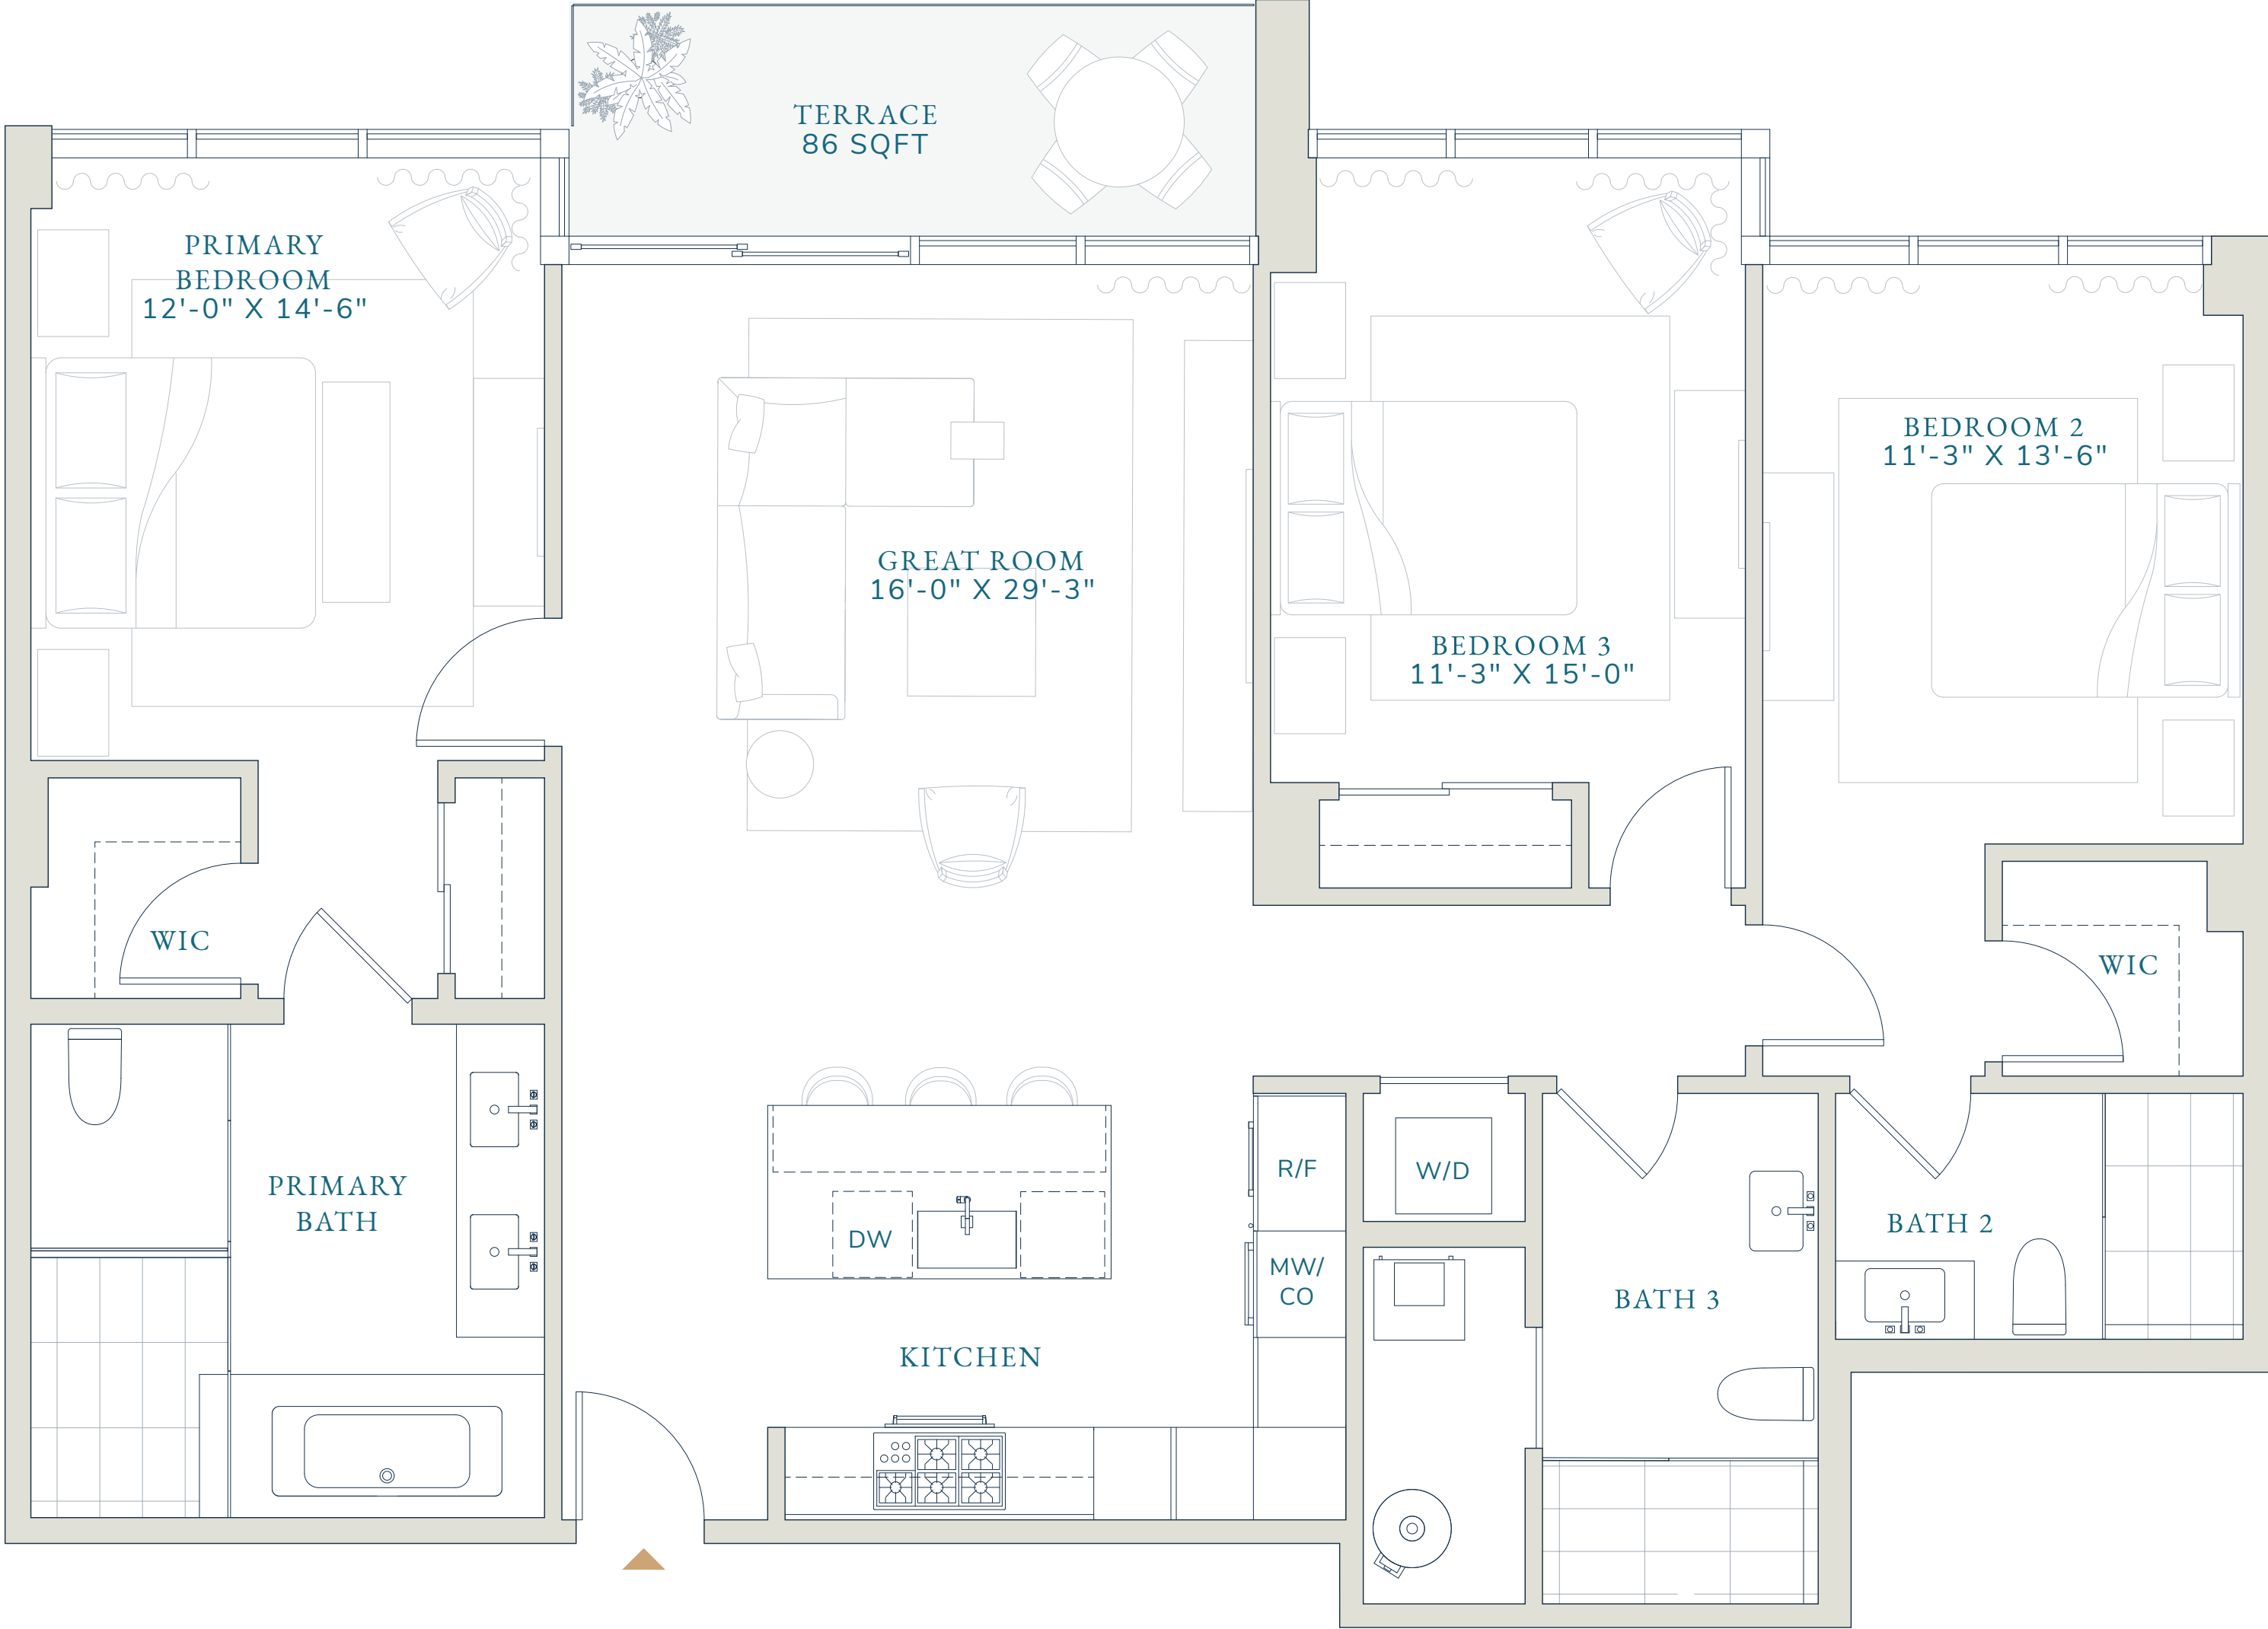 TERRACE
86 SQFT
PRIMARY
BEDROOM
12'-0" X 14'-6"
GREAT ROOM
16'-0" X 29'-3"
BEDROOM 3
11'-3" X 15'-0"
BEDROOM 2
11'-3" X 13'-6"
WIC
WIC
PRIMARY
BATH
DW
R/F
MW/
CO
W/D
KITCHEN
BATH 3
BATH 2